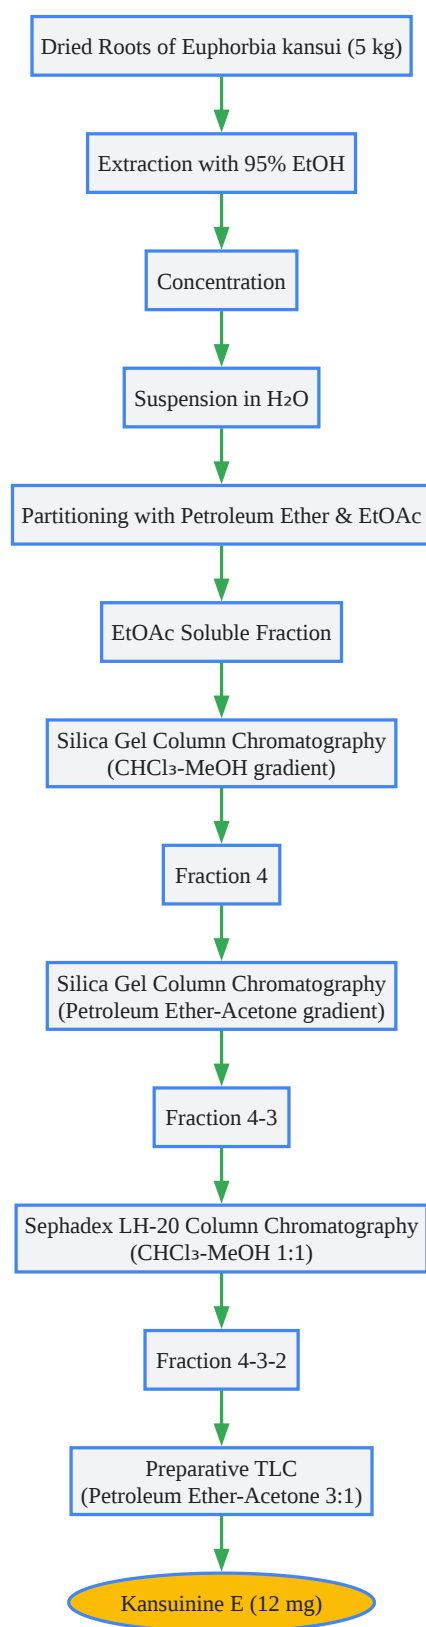 Dried Roots of Euphorbia kansui (5 kg)
Extraction with 95% EtOH
Concentration
Suspension in H₂O
Partitioning with Petroleum Ether & EtOAc
EtOAc Soluble Fraction
Silica Gel Column Chromatography
(CHCl₃-MeOH gradient)
Fraction 4
Silica Gel Column Chromatography
(Petroleum Ether-Acetone gradient)
Fraction 4-3
Sephadex LH-20 Column Chromatography
(CHCl₃-MeOH 1:1)
Fraction 4-3-2
Preparative TLC
(Petroleum Ether-Acetone 3:1)
Kansuinine E (12 mg)